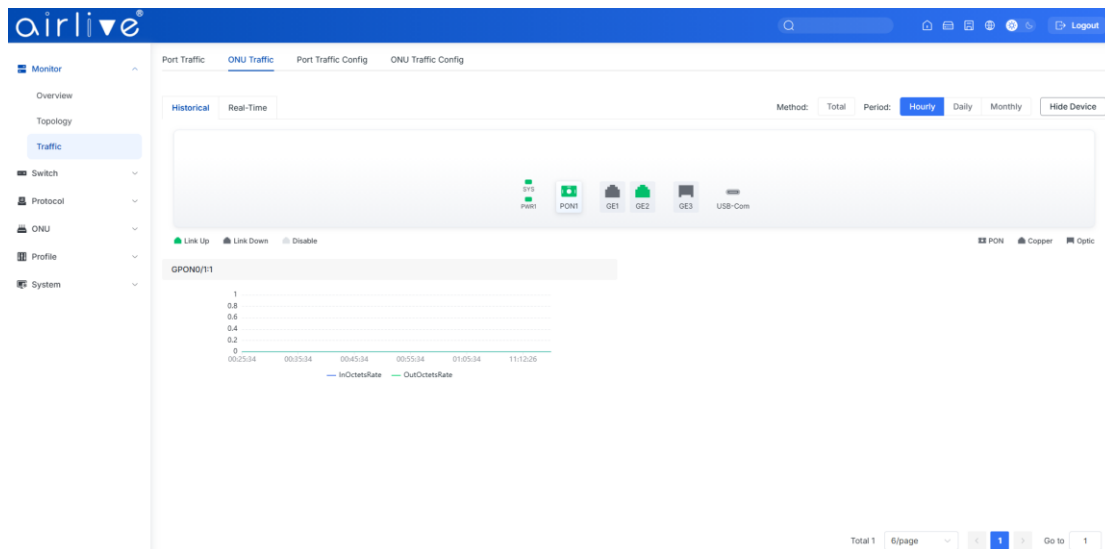 airlive®
Logout
Monitor
Overview
Topology
Traffic
Switch
Protocol
ONU
Profile
System
Port Traffic ONU Traffic Port Traffic Config ONU Traffic Config
Historical Real-Time Method: Total Period: Hourly Daily Monthly Hide Device
SYS
PWR1 PON1 GE1 GE2 GE3 USB-Com
Link Up Link Down Disable PON Copper Optic
GPON0/1:1
1
0.8
0.6
0.4
0.2
0
00:25:34 00:35:34 00:45:34 00:55:34 01:05:34 11:12:26
InOctetsRate OutOctetsRate
Total 1 6/page 1 Go to 1